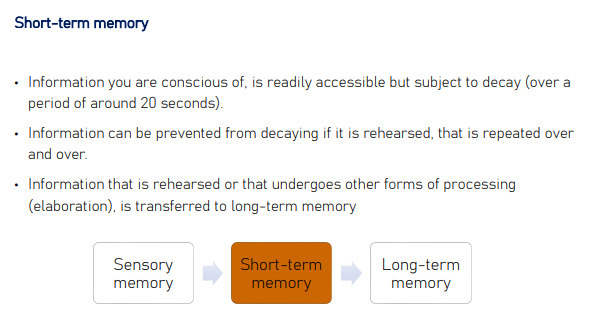 Short-term memory
• Information you are conscious of, is readily accessible but subject to decay (over a
period of around 20 seconds).
• Information can be prevented from decaying if it is rehearsed, that is repeated over
and over.
• Information that is rehearsed or that undergoes other forms of processing
(elaboration), is transferred to long-term memory
Sensory
memory
Short-term
memory
Long-term
memory